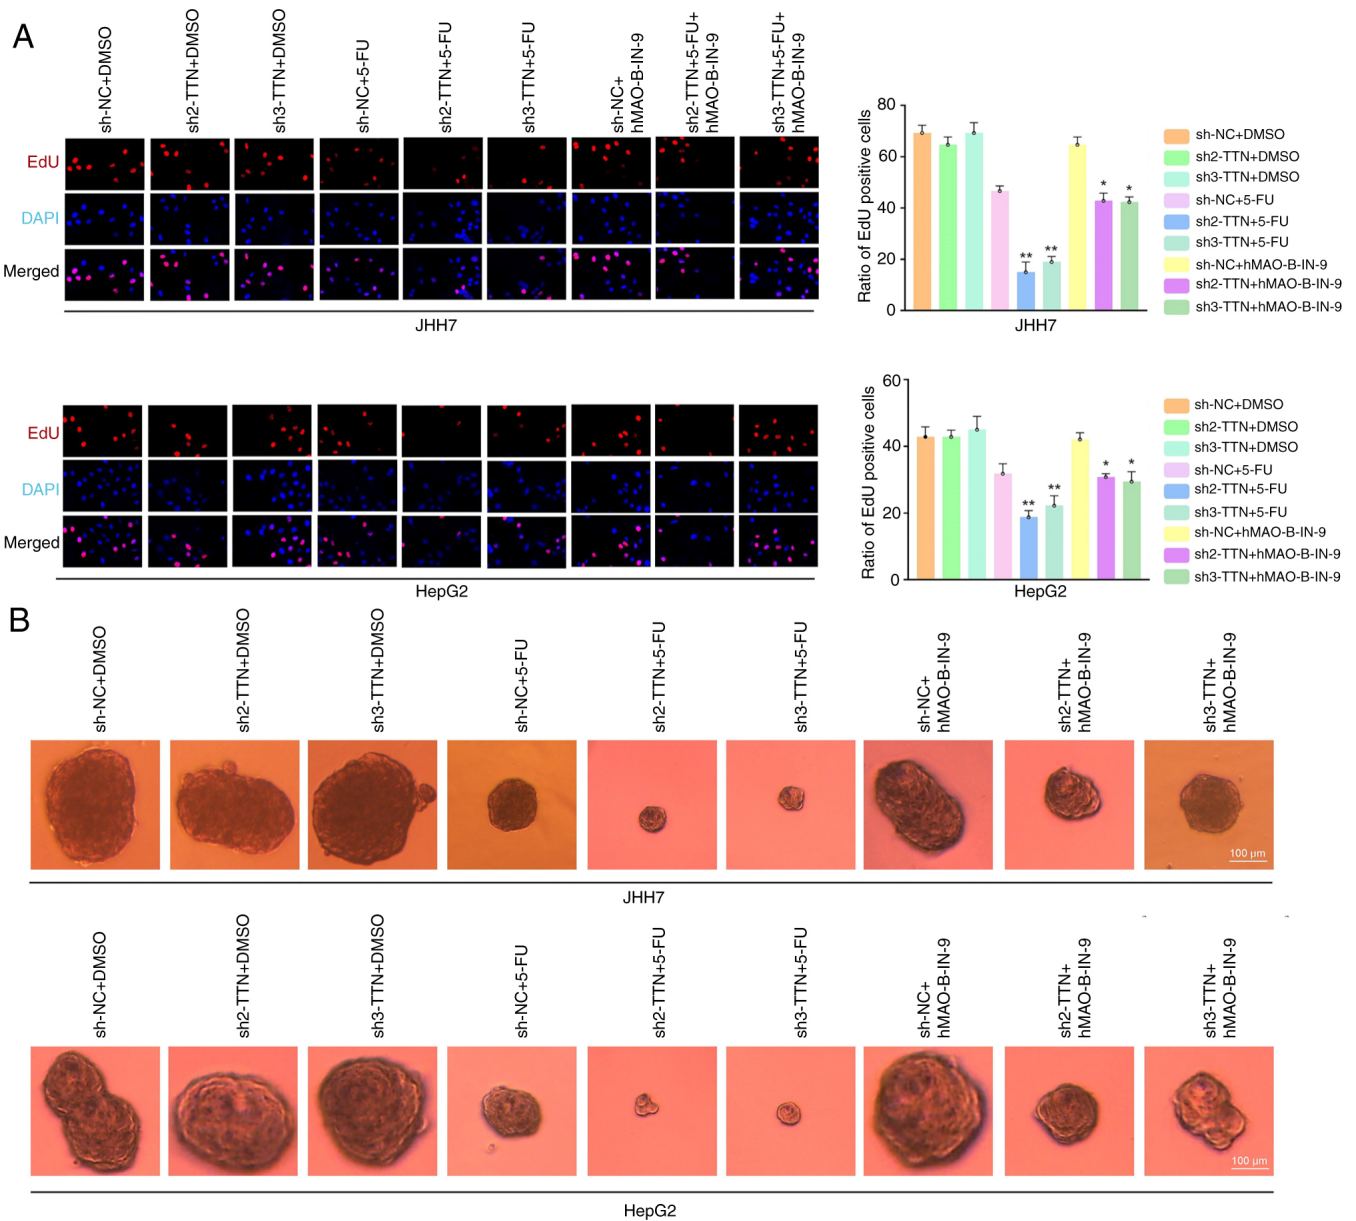 A
sh-NC+DMSO
sh2-TTN+DMSO
sh3-TTN+DMSO
sh-NC+5-FU
sh2-TTN+5-FU
sh3-TTN+5-FU
sh-NC+
hMAO-B-IN-9
sh2-TTN+5-FU+
hMAO-B-IN-9
sh3-TTN+5-FU+
hMAO-B-IN-9
EdU
DAPI
Merged
JHH7
Ratio of EdU positive cells
80
60
40
20
0
**
**
*
*
JHH7
sh-NC+DMSO
sh2-TTN+DMSO
sh3-TTN+DMSO
sh-NC+5-FU
sh2-TTN+5-FU
sh3-TTN+5-FU
sh-NC+hMAO-B-IN-9
sh2-TTN+hMAO-B-IN-9
sh3-TTN+hMAO-B-IN-9
EdU
DAPI
Merged
HepG2
Ratio of EdU positive cells
60
40
20
0
**
**
*
*
HepG2
sh-NC+DMSO
sh2-TTN+DMSO
sh3-TTN+DMSO
sh-NC+5-FU
sh2-TTN+5-FU
sh3-TTN+5-FU
sh-NC+hMAO-B-IN-9
sh2-TTN+hMAO-B-IN-9
sh3-TTN+hMAO-B-IN-9
B
sh-NC+DMSO
sh2-TTN+DMSO
sh3-TTN+DMSO
sh-NC+5-FU
sh2-TTN+5-FU
sh3-TTN+5-FU
sh-NC+
hMAO-B-IN-9
sh2-TTN+
hMAO-B-IN-9
sh3-TTN+
hMAO-B-IN-9
100 µm
JHH7
sh-NC+DMSO
sh2-TTN+DMSO
sh3-TTN+DMSO
sh-NC+5-FU
sh2-TTN+5-FU
sh3-TTN+5-FU
sh-NC+
hMAO-B-IN-9
sh2-TTN+
hMAO-B-IN-9
sh3-TTN+
hMAO-B-IN-9
100 µm
HepG2